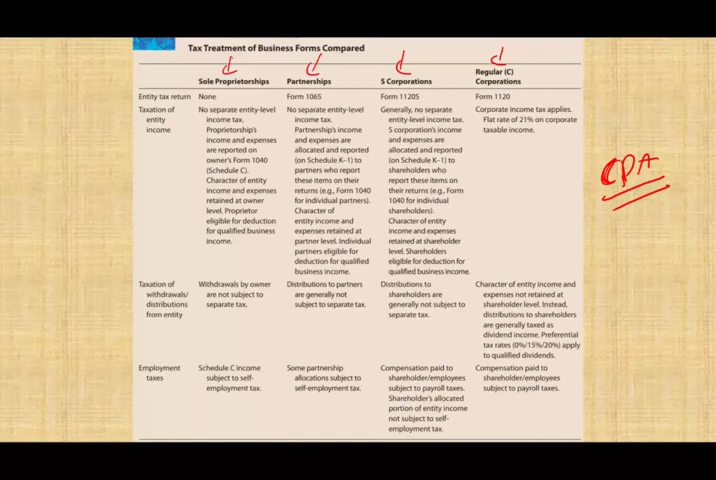 Tax Treatment of Business Forms Compared
Sole Proprietorships
Partnerships
S Corporations
Regular (C)
Corporations
Entity tax return
None
Form 1065
Form 1120S
Form 1120
Taxation of
entity
income
No separate entity-level
income tax.
Proprietorship's
income and expenses
are reported on
owner's Form 1040
(Schedule C).
Character of entity
income and expenses
retained at owner
level. Proprietor
eligible for deduction
for qualified business
income.
No separate entity-level
income tax.
Partnership's income
and expenses are
allocated and reported
(on Schedule K–1) to
partners who report
these items on their
returns (e.g., Form 1040
for individual partners).
Character of
entity income and
expenses retained at
partner level. Individual
partners eligible for
deduction for qualified
business income.
Generally, no separate
entity-level income tax.
S corporation's income
and expenses are
allocated and reported
(on Schedule K–1) to
shareholders who
report these items on
their returns (e.g., Form
1040 for individual
shareholders).
Character of entity
income and expenses
retained at shareholder
level. Shareholders
eligible for deduction for
qualified business income.
Corporate income tax applies.
Flat rate of 21% on corporate
taxable income.
Taxation of
withdrawals/
distributions
from entity
Withdrawals by owner
are not subject to
separate tax.
Distributions to partners
are generally not
subject to separate tax.
Distributions to
shareholders are
generally not subject to
separate tax.
Character of entity income and
expenses not retained at
shareholder level. Instead,
distributions to shareholders
are generally taxed as
dividend income. Preferential
tax rates (0%/15%/20%) apply
to qualified dividends.
Employment
taxes
Schedule C income
subject to self-
employment tax.
Some partnership
allocations subject to
self-employment tax.
Compensation paid to
shareholder/employees
subject to payroll taxes.
Shareholder's allocated
portion of entity income
not subject to self-
employment tax.
Compensation paid to
shareholder/employees
subject to payroll taxes.
CPA